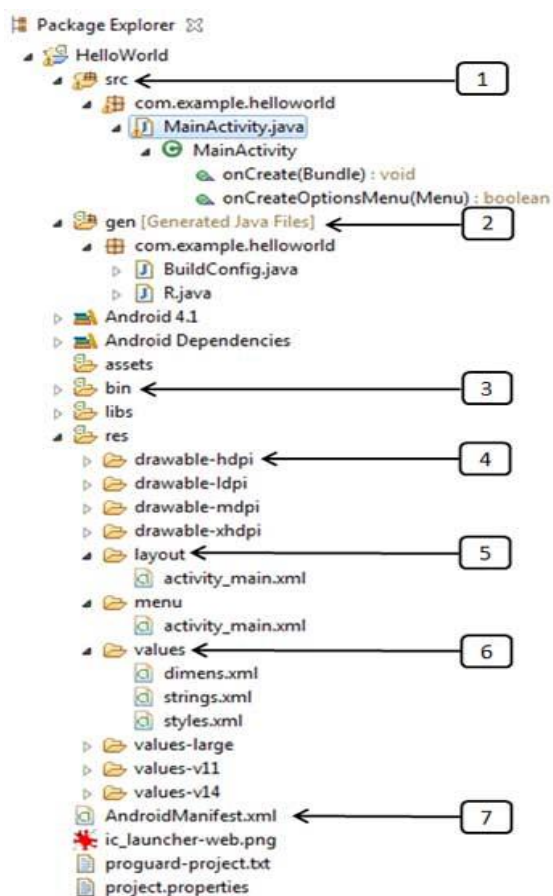 Package Explorer
HelloWorld
src 1
com.example.helloworld
MainActivity.java
MainActivity
onCreate(Bundle) : void
onCreateOptionsMenu(Menu) : boolean
gen [Generated Java Files] 2
com.example.helloworld
BuildConfig.java
R.java
Android 4.1
Android Dependencies
assets
bin 3
libs
res
drawable-hdpi 4
drawable-ldpi
drawable-mdpi
drawable-xhdpi
layout 5
activity_main.xml
menu
activity_main.xml
values 6
dimens.xml
strings.xml
styles.xml
values-large
values-v11
values-v14
AndroidManifest.xml 7
ic_launcher-web.png
proguard-project.txt
project.properties